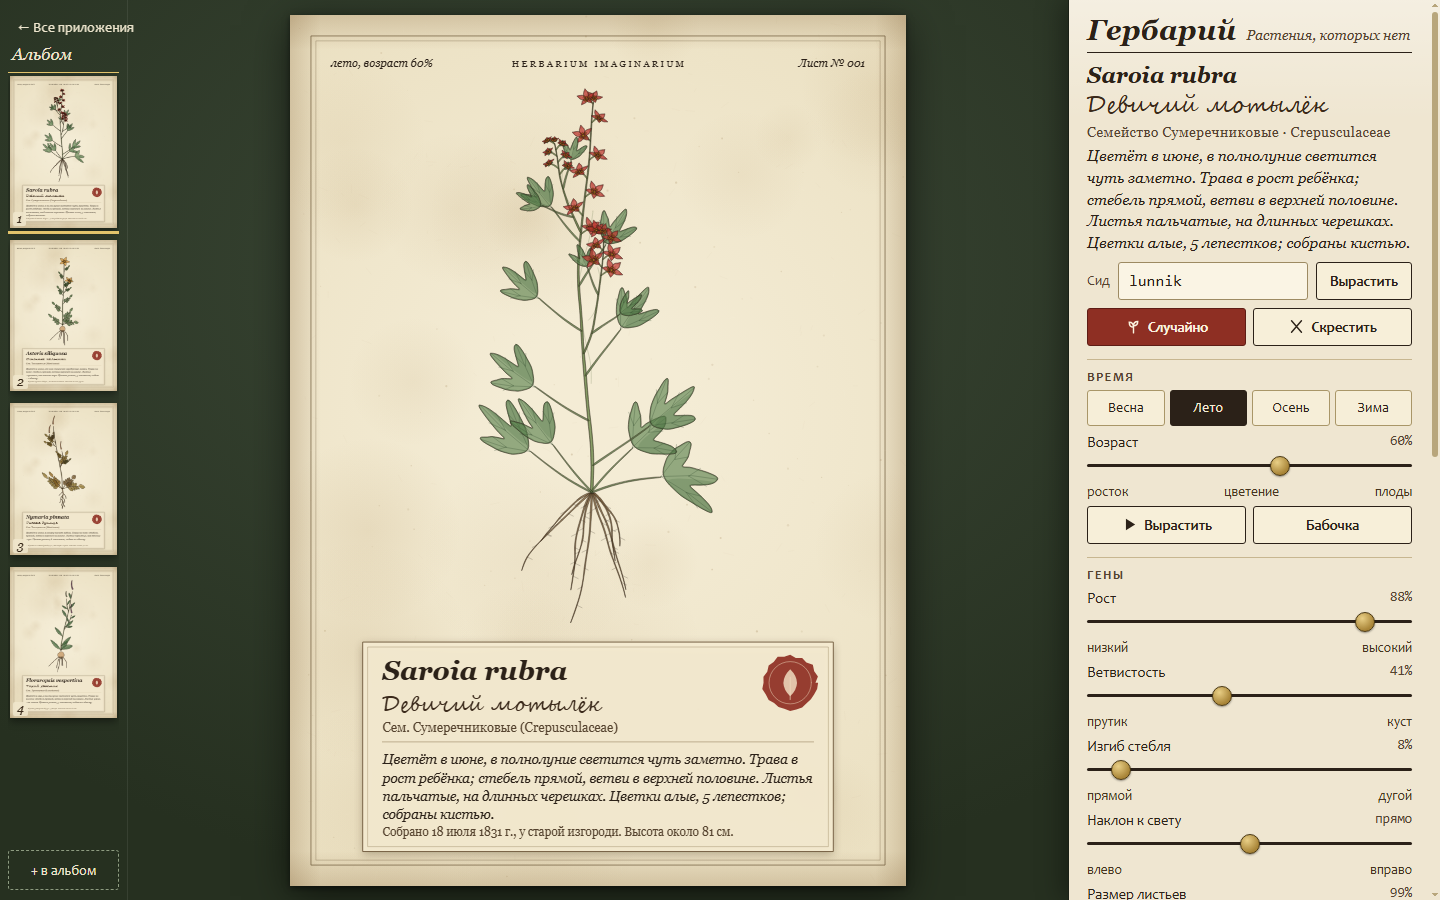 ← Все приложения
Альбом
Saroia rubra
1
Astoris siliquosa
2
3
4
+ в альбом
лето, возраст 60%
HERBARIUM IMAGINARIUM
Лист № 001
Saroia rubra
Девичий мотылёк
Сем. Сумеречниковые (Crepusculaceae)
Цветёт в июне, в полнолуние светится чуть заметно. Трава в
рост ребёнка; стебель прямой, ветви в верхней половине. Листья
пальчатые, на длинных черешках. Цветки алые, 5 лепестков;
собраны кистью.
Собрано 18 июля 1831 г., у старой изгороди. Высота около 81 см.
Гербарий Растения, которых нет
Saroia rubra
Девичий мотылёк
Семейство Сумеречниковые · Crepusculaceae
Цветёт в июне, в полнолуние светится
чуть заметно. Трава в рост ребёнка;
стебель прямой, ветви в верхней половине.
Листья пальчатые, на длинных черешках.
Цветки алые, 5 лепестков; собраны кистью.
Сид lunnik Вырастить
Случайно Скрестить
ВРЕМЯ
Весна Лето Осень Зима
Возраст 60%
росток цветение плоды
Вырастить Бабочка
ГЕНЫ
Рост 88%
низкий высокий
Ветвистость 41%
прутик куст
Изгиб стебля 8%
прямой дугой
Наклон к свету прямо
влево вправо
Размер листьев 99%